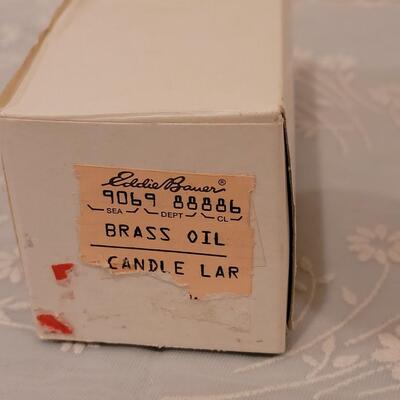 Eddie Bauer®
9069 88886
SEA DEPT CL
BRASS OIL
CANDLE LAR